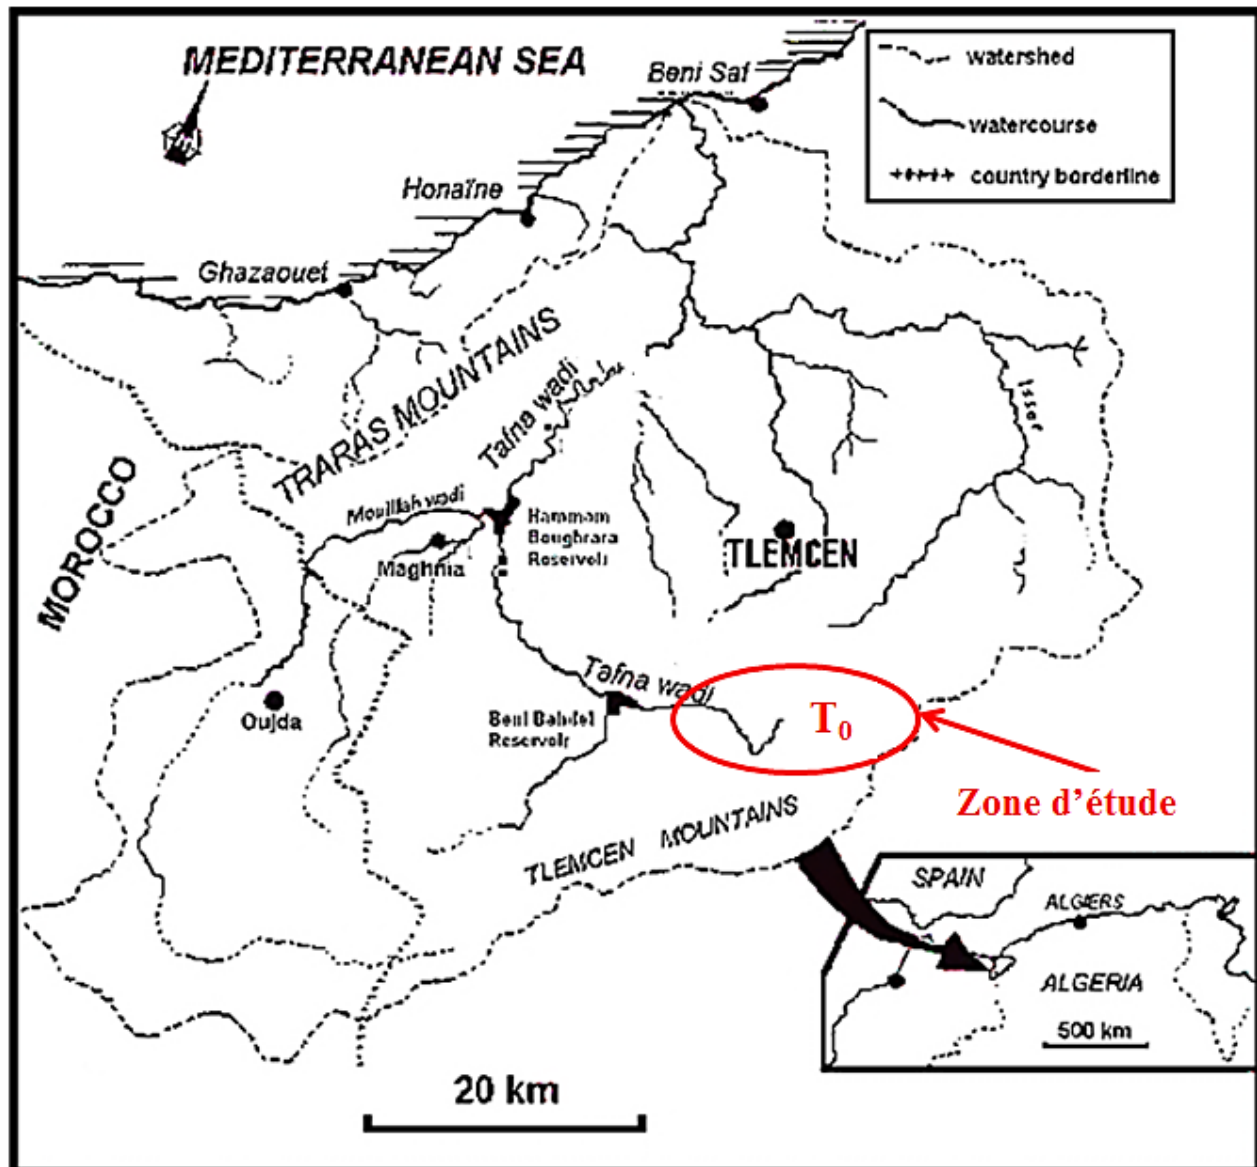 MEDITERRANEAN SEA
Beni Saf
watershed
watercourse
country borderline
Honaïne
Ghazaouet
TRARAS MOUNTAINS
Tafna wadi
Isser
MOROCCO
Mouillah wadi
Hammam
Boughrara
Reservoir
Maghnia
TLEMCEN
Tafna wadi
Oujda
Beni Bahdel
Reservoir
T₀
Zone d’étude
TLEMCEN MOUNTAINS
SPAIN
ALGIERS
ALGERIA
500 km
20 km